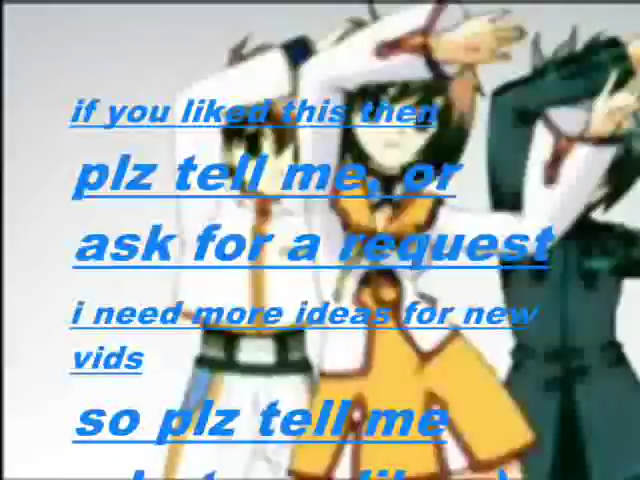 if you liked this then
plz tell me, or
ask for a request
i need more ideas for new
vids
so plz tell me